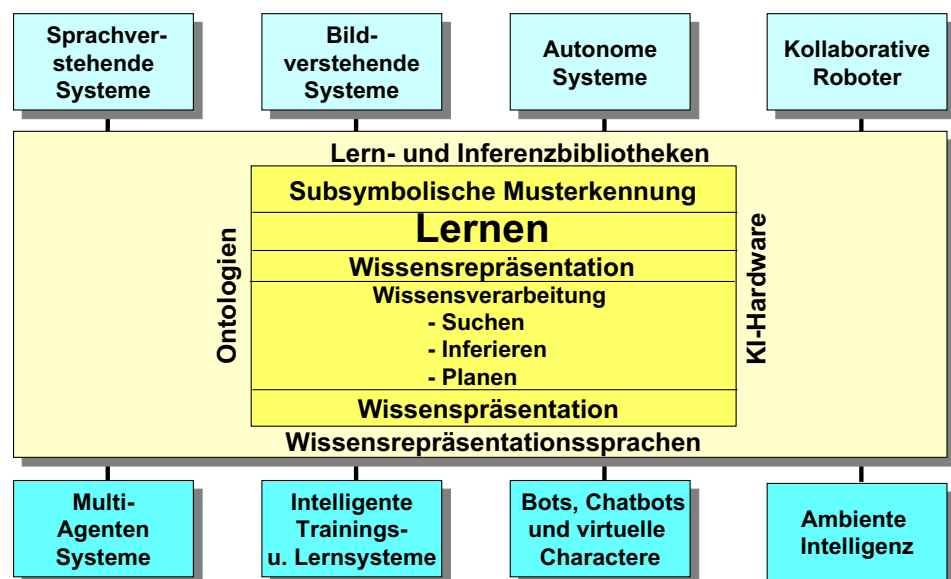 Sprachver-
stehende
Systeme
Bild-
verstehende
Systeme
Autonome
Systeme
Kollaborative
Roboter
Lern- und Inferenzbibliotheken
Ontologien
Subsymbolische Musterkennung
Lernen
Wissensrepräsentation
Wissensverarbeitung
- Suchen
- Inferieren
- Planen
Wissenspräsentation
KI-Hardware
Wissensrepräsentationssprachen
Multi-
Agenten
Systeme
Intelligente
Trainings-
u. Lernsysteme
Bots, Chatbots
und virtuelle
Charactere
Ambiente
Intelligenz